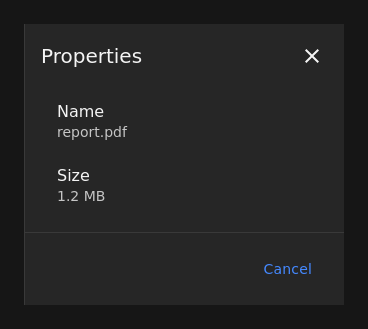 Properties
Name
report.pdf
Size
1.2 MB
Cancel